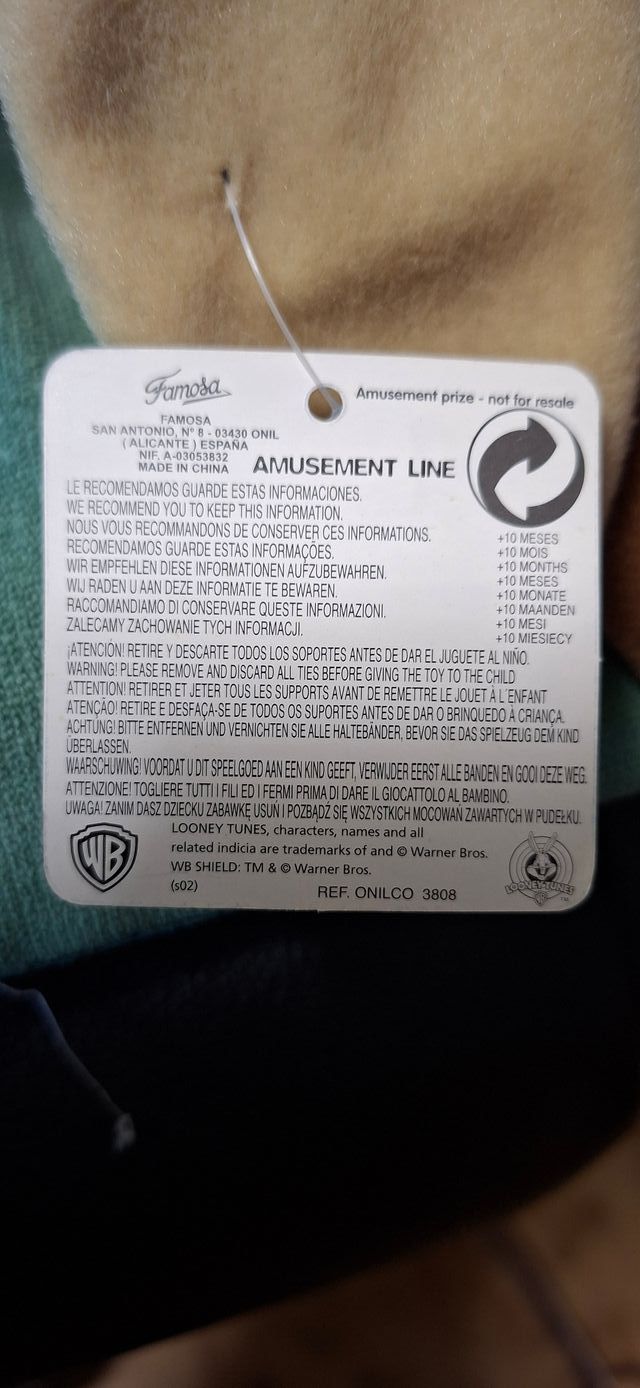 Famosa
Amusement prize - not for resale
FAMOSA
SAN ANTONIO, Nº 8 - 03430 ONIL
( ALICANTE ) ESPAÑA
NIF. A-03053832
MADE IN CHINA
AMUSEMENT LINE
LE RECOMENDAMOS GUARDE ESTAS INFORMACIONES.
WE RECOMMEND YOU TO KEEP THIS INFORMATION.
NOUS VOUS RECOMMANDONS DE CONSERVER CES INFORMATIONS.
RECOMENDAMOS GUARDE ESTAS INFORMAÇÕES.
WIR EMPFEHLEN DIESE INFORMATIONEN AUFZUBEWAHREN.
WIJ RADEN U AAN DEZE INFORMATIE TE BEWAREN.
RACCOMANDIAMO DI CONSERVARE QUESTE INFORMAZIONI.
ZALECAMY ZACHOWANIE TYCH INFORMACJI.
+10 MESES
+10 MOIS
+10 MONTHS
+10 MESES
+10 MONATE
+10 MAANDEN
+10 MESI
+10 MIESIECY
¡ATENCIÓN! RETIRE Y DESCARTE TODOS LOS SOPORTES ANTES DE DAR EL JUGUETE AL NIÑO.
WARNING! PLEASE REMOVE AND DISCARD ALL TIES BEFORE GIVING THE TOY TO THE CHILD
ATTENTION! RETIRER ET JETER TOUS LES SUPPORTS AVANT DE REMETTRE LE JOUET À L´ENFANT
ATENÇÃO! RETIRE E DESFAÇA-SE DE TODOS OS SUPORTES ANTES DE DAR O BRINQUEDO À CRIANÇA.
ACHTUNG! BITTE ENTFERNEN UND VERNICHTEN SIE ALLE HALTEBÄNDER, BEVOR SIE DAS SPIELZEUG DEM KIND
ÜBERLASSEN.
WAARSCHUWING! VOORDAT U DIT SPEELGOED AAN EEN KIND GEEFT, VERWIJDER EERST ALLE BANDEN EN GOOI DEZE WEG.
ATTENZIONE! TOGLIERE TUTTI I FILI ED I FERMI PRIMA DI DARE IL GIOCATTOLO AL BAMBINO.
UWAGA! ZANIM DASZ DZIECKU ZABAWKĘ USUŃ I POZBĄDŹ SIĘ WSZYSTKICH MOCOWAŃ ZAWARTYCH W PUDEŁKU.
WB
LOONEY TUNES, characters, names and all
related indicia are trademarks of and © Warner Bros.
WB SHIELD: TM & © Warner Bros.
(s02)
REF. ONILCO 3808
LOONEY TUNES
TM